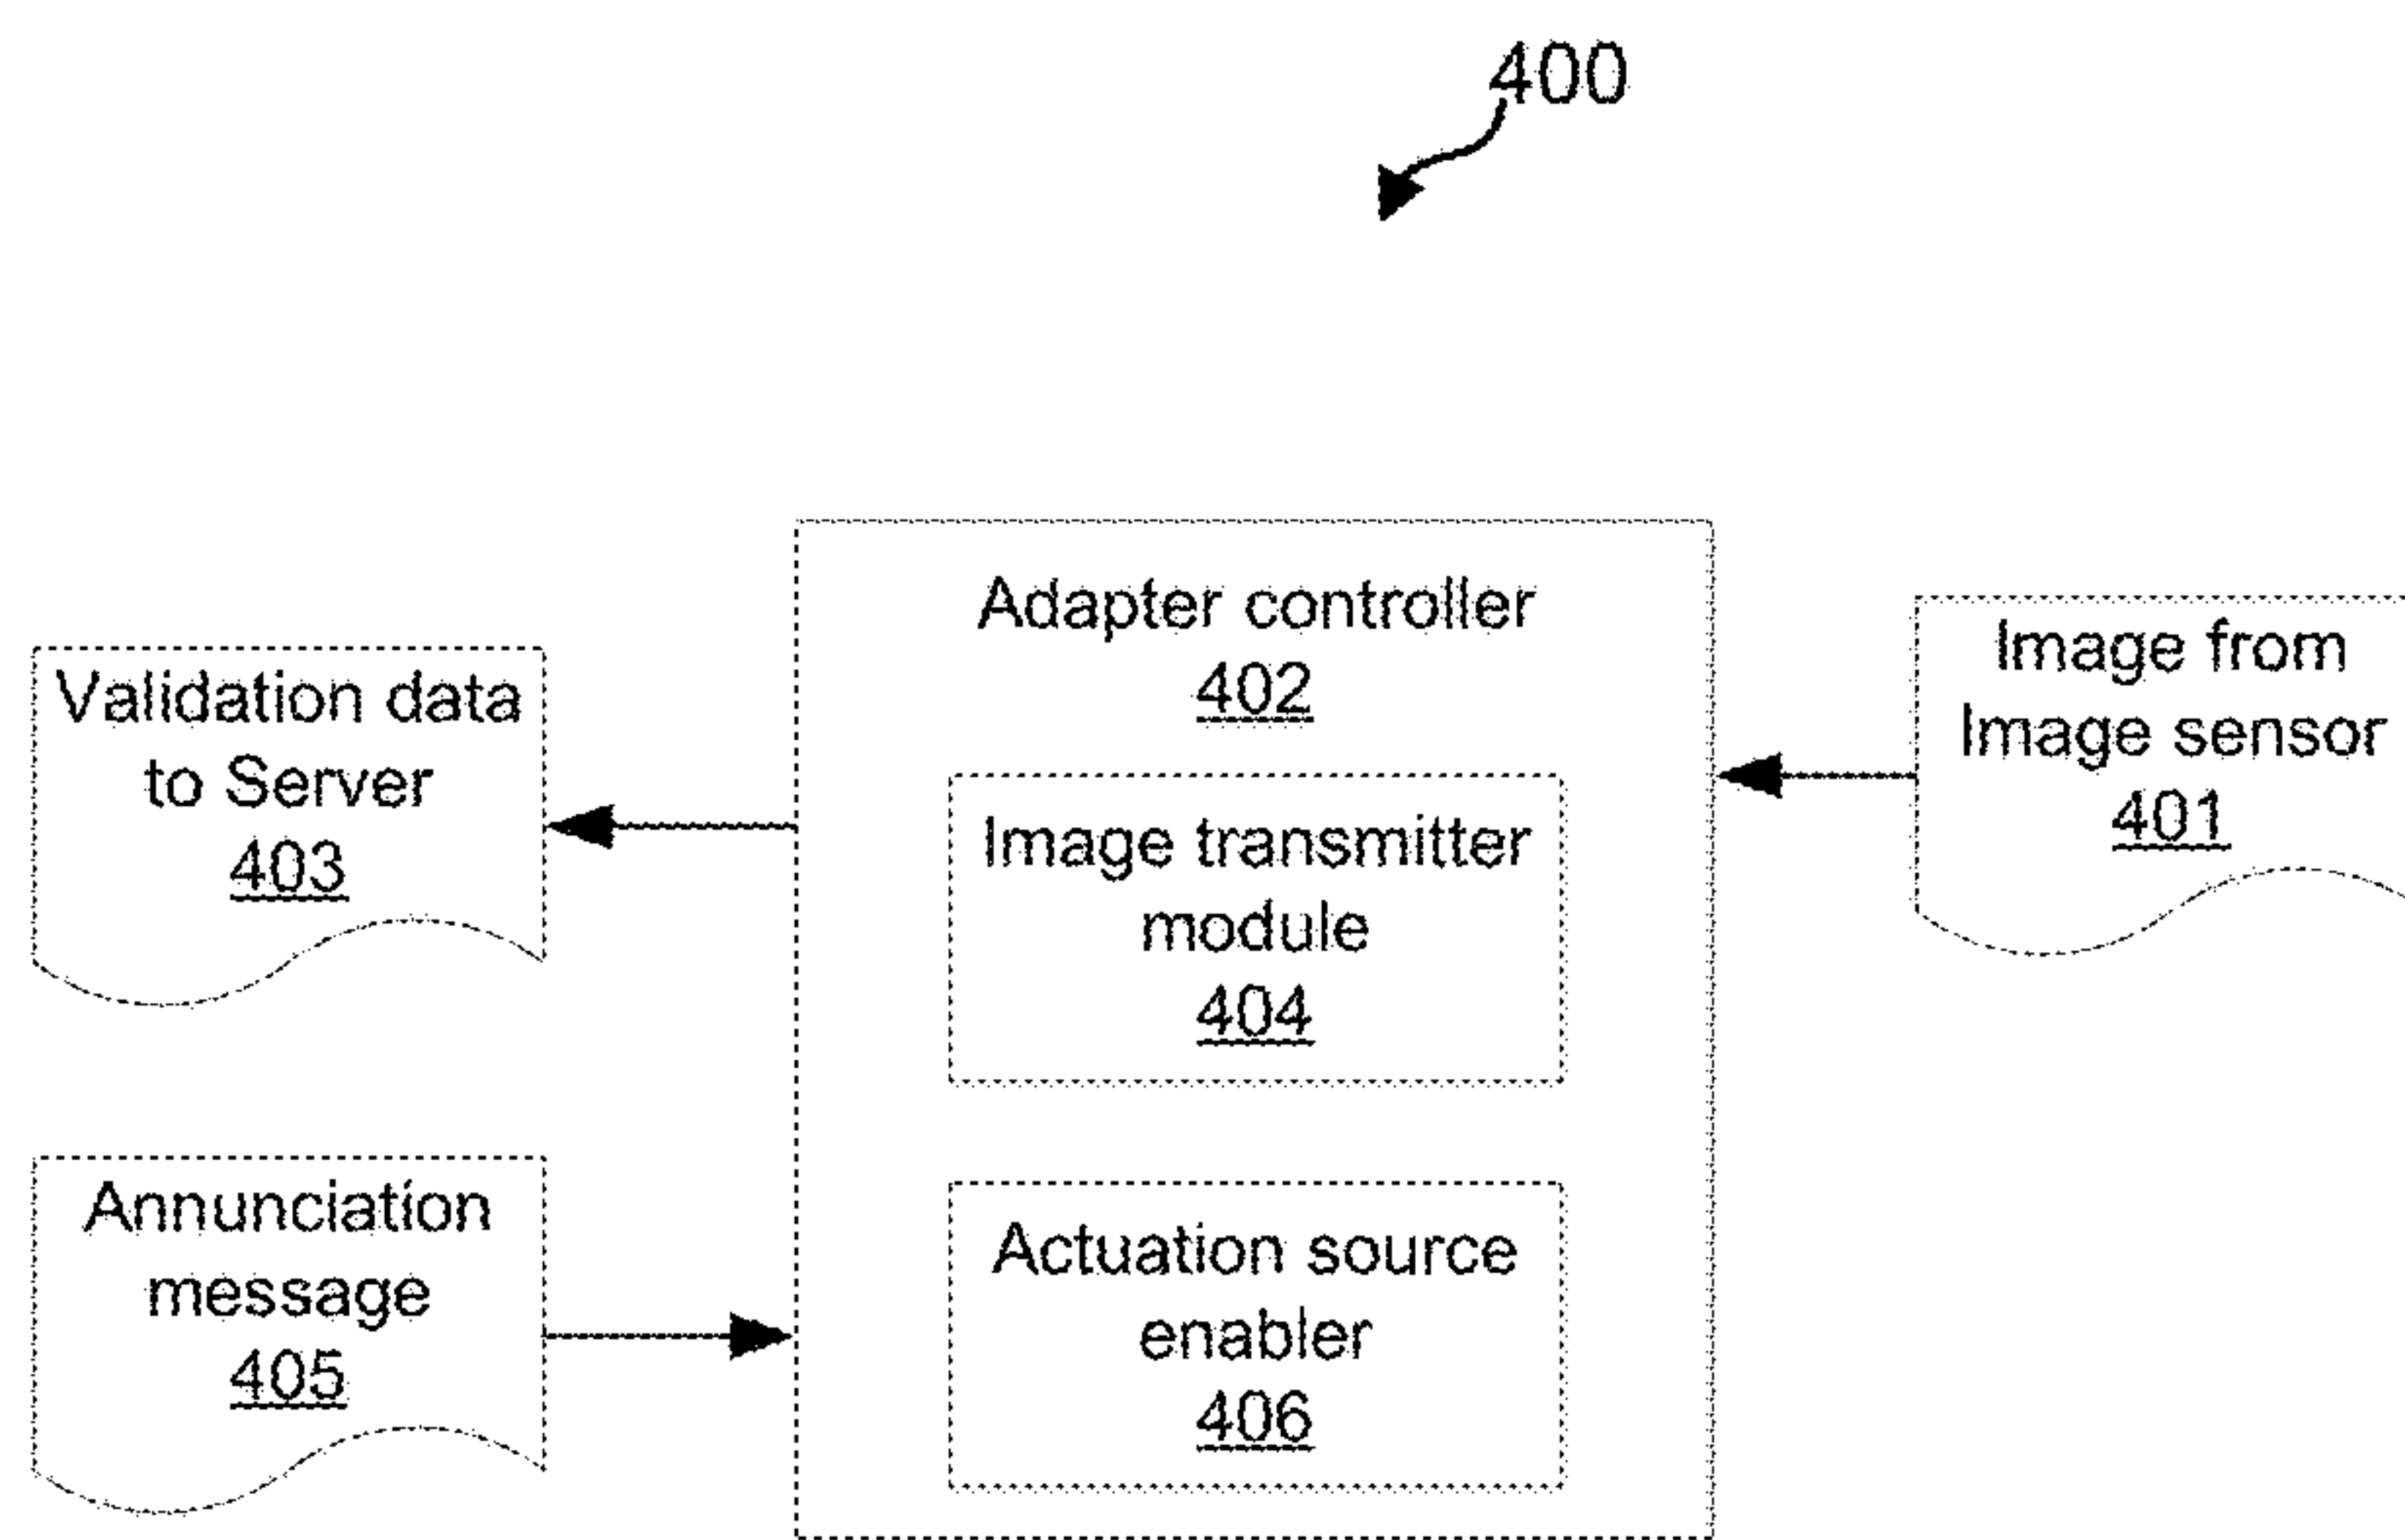 400
Adapter controller
402
Image from
Image sensor
401
Validation data
to Server
403
Image transmitter
module
404
Annunciation
message
405
Actuation source
enabler
406